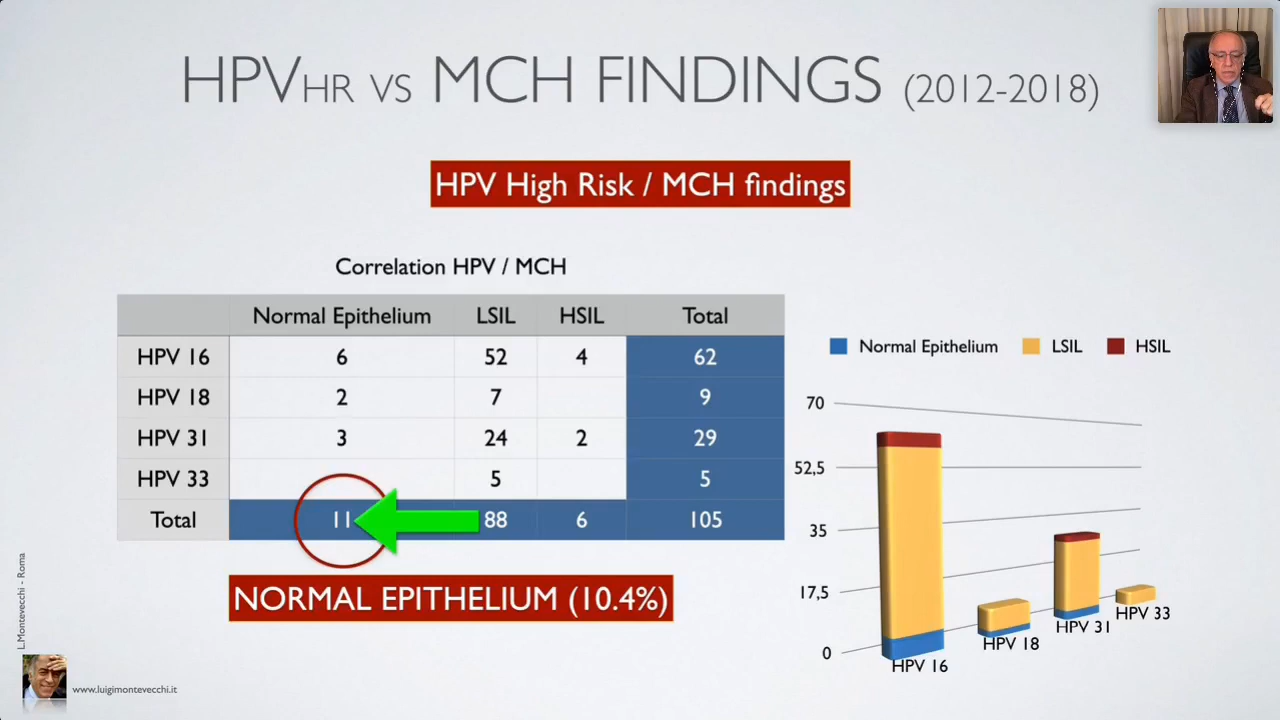 HPVHR VS MCH FINDINGS (2012-2018)
HPV High Risk / MCH findings
Correlation HPV / MCH
Normal Epithelium LSIL HSIL Total
HPV 16 6 52 4 62
HPV 18 2 7 9
HPV 31 3 24 2 29
HPV 33 5 5
Total 11 88 6 105
NORMAL EPITHELIUM (10.4%)
Normal Epithelium LSIL HSIL
70
52,5
35
17,5
0
HPV 16
HPV 18
HPV 31
HPV 33
L.Montevecchi - Roma
www.luigimontevecchi.it